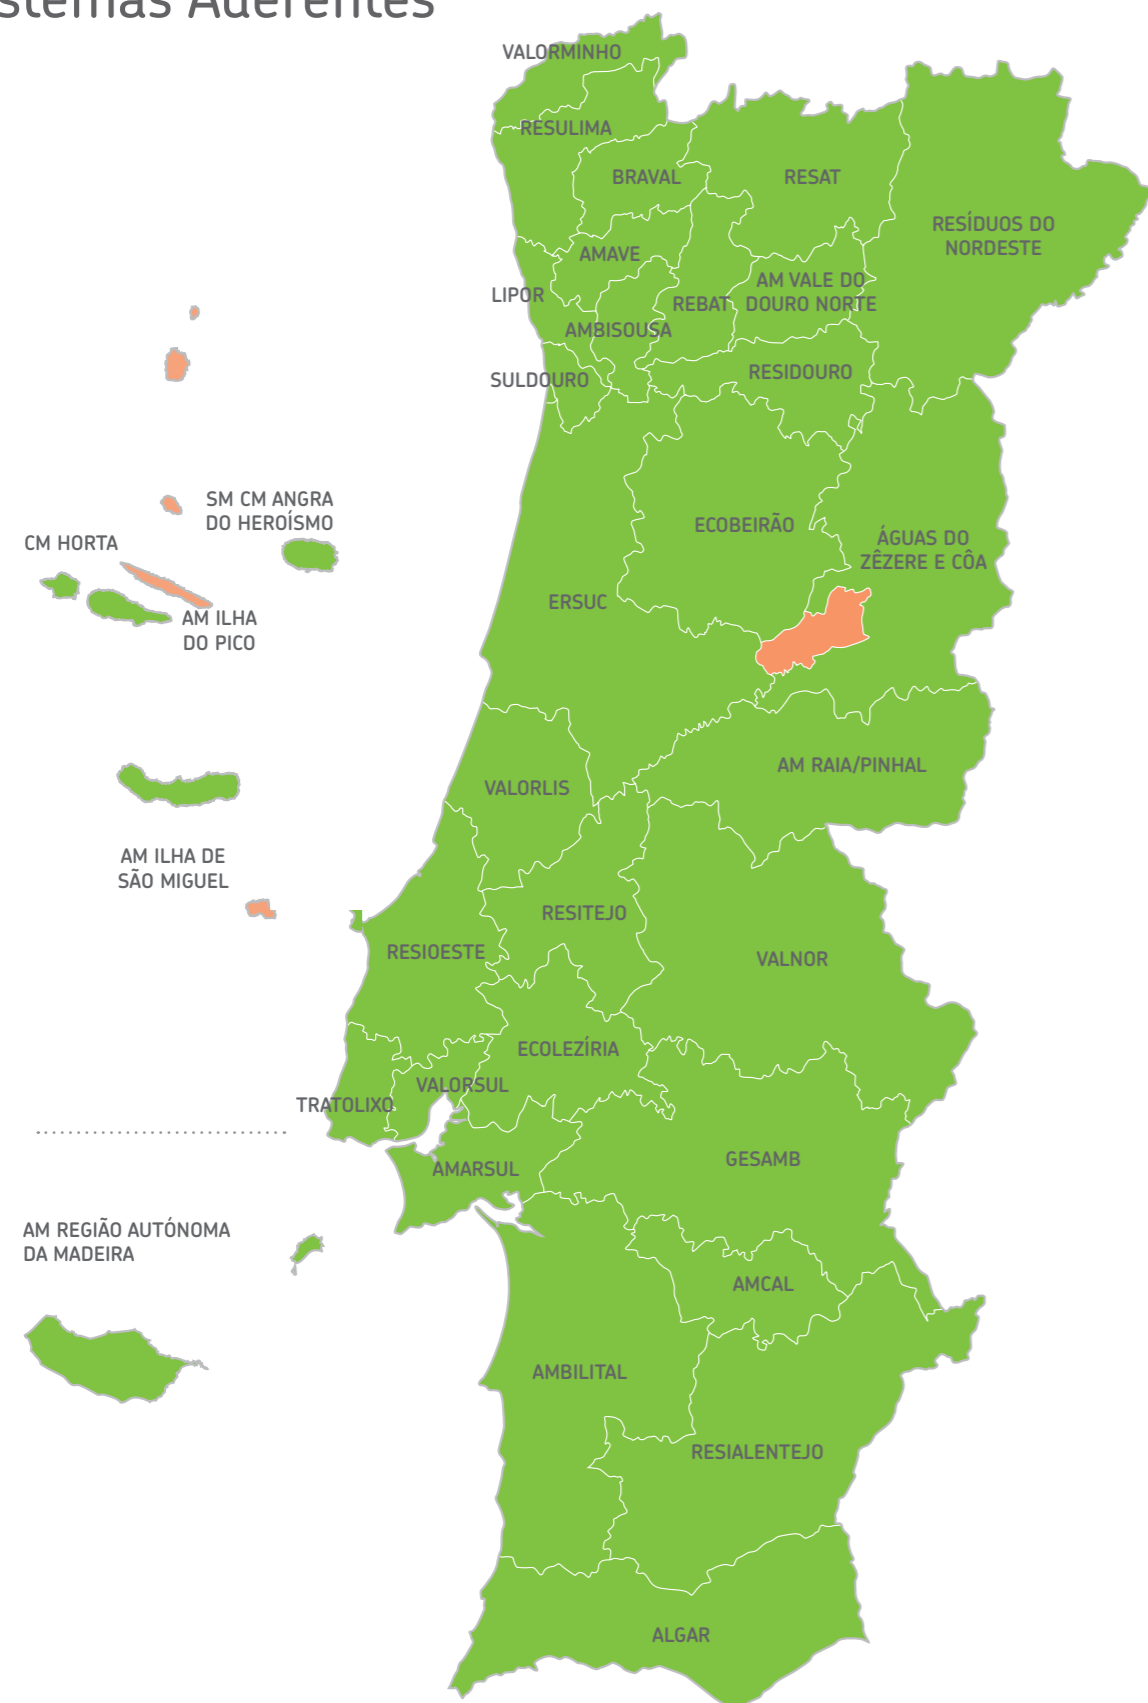 stemas Aderentes
VALORMINHO
RESULIMA
BRAVAL
RESAT
RESÍDUOS DO
NORDESTE
AMAVE
LIPOR
AM VALE DO
DOURO NORTE
REBAT
AMBISOUSA
SULDOURO
RESIDOURO
SM CM ANGRA
DO HEROÍSMO
CM HORTA
AM ILHA
DO PICO
ECOBEIRÃO
ÁGUAS DO
ZÊZERE E CÔA
ERSUC
AM RAIA/PINHAL
VALORLIS
AM ILHA DE
SÃO MIGUEL
RESITEJO
RESIOESTE
VALNOR
ECOLEZÍRIA
VALORSUL
TRATOLIXO
AMARSUL
GESAMB
AM REGIÃO AUTÓNOMA
DA MADEIRA
AMCAL
AMBILITAL
RESIALENTEJO
ALGAR